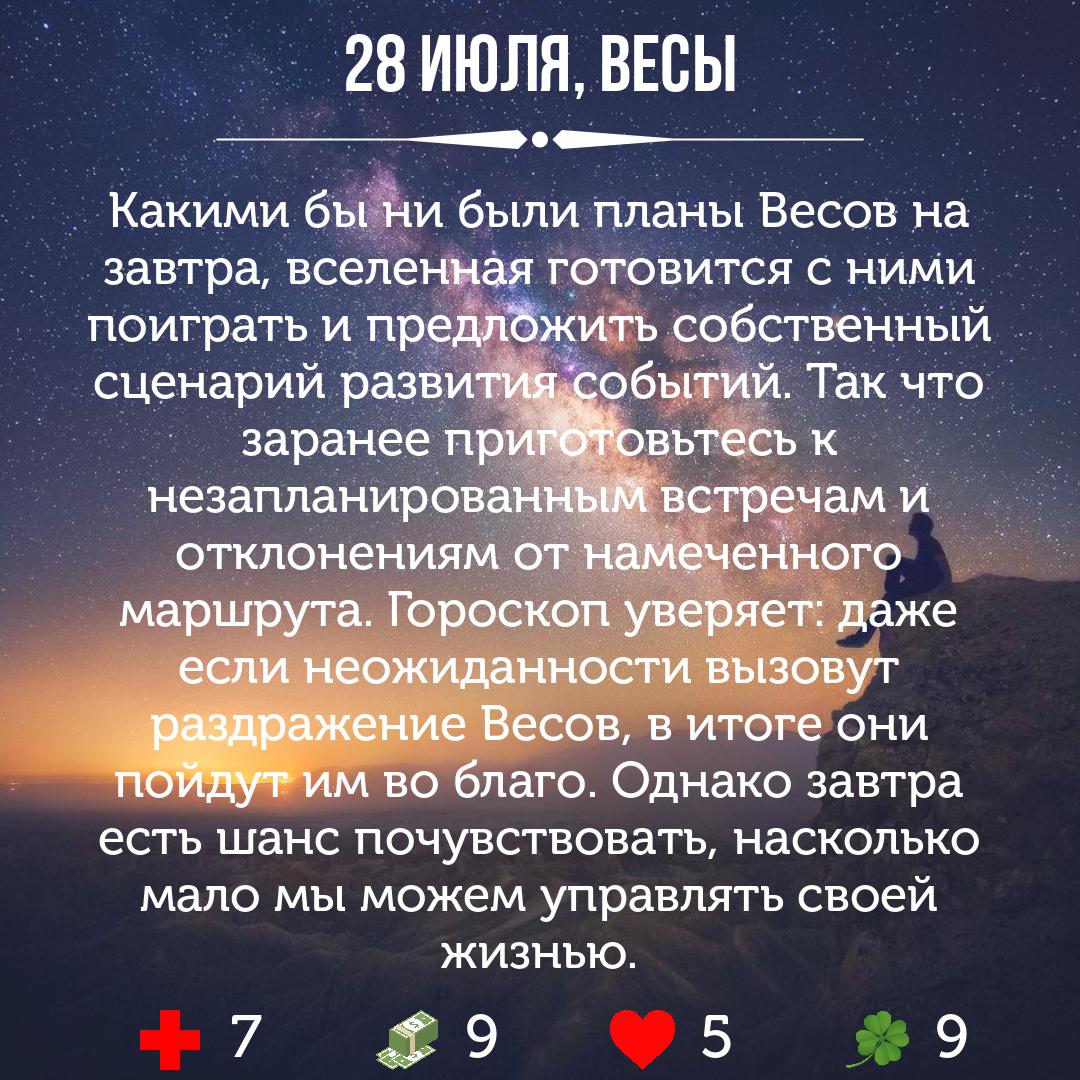 28 ИЮЛЯ, ВЕСЫ
Какими бы ни были планы Весов на
завтра, вселенная готовится с ними
поиграть и предложить собственный
сценарий развития событий. Так что
заранее приготовьтесь к
незапланированным встречам и
отклонениям от намеченного
маршрута. Гороскоп уверяет: даже
если неожиданности вызовут
раздражение Весов, в итоге они
пойдут им во благо. Однако завтра
есть шанс почувствовать, насколько
мало мы можем управлять своей
жизнью.
7 9 5 9